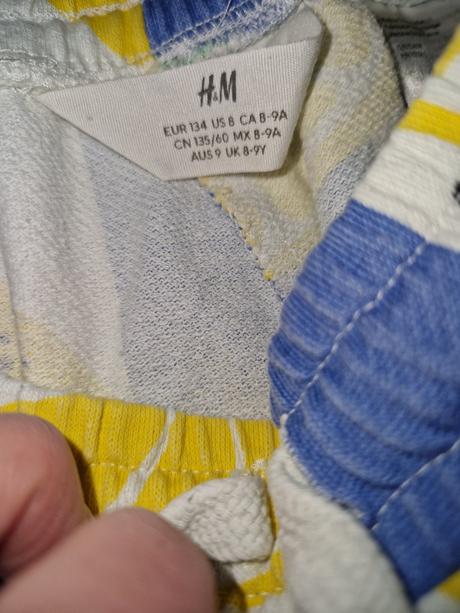 H&M
EUR 134 US 8 CA 8-9A
CN 135/60 MX 8-9A
AUS 9 UK 8-9Y